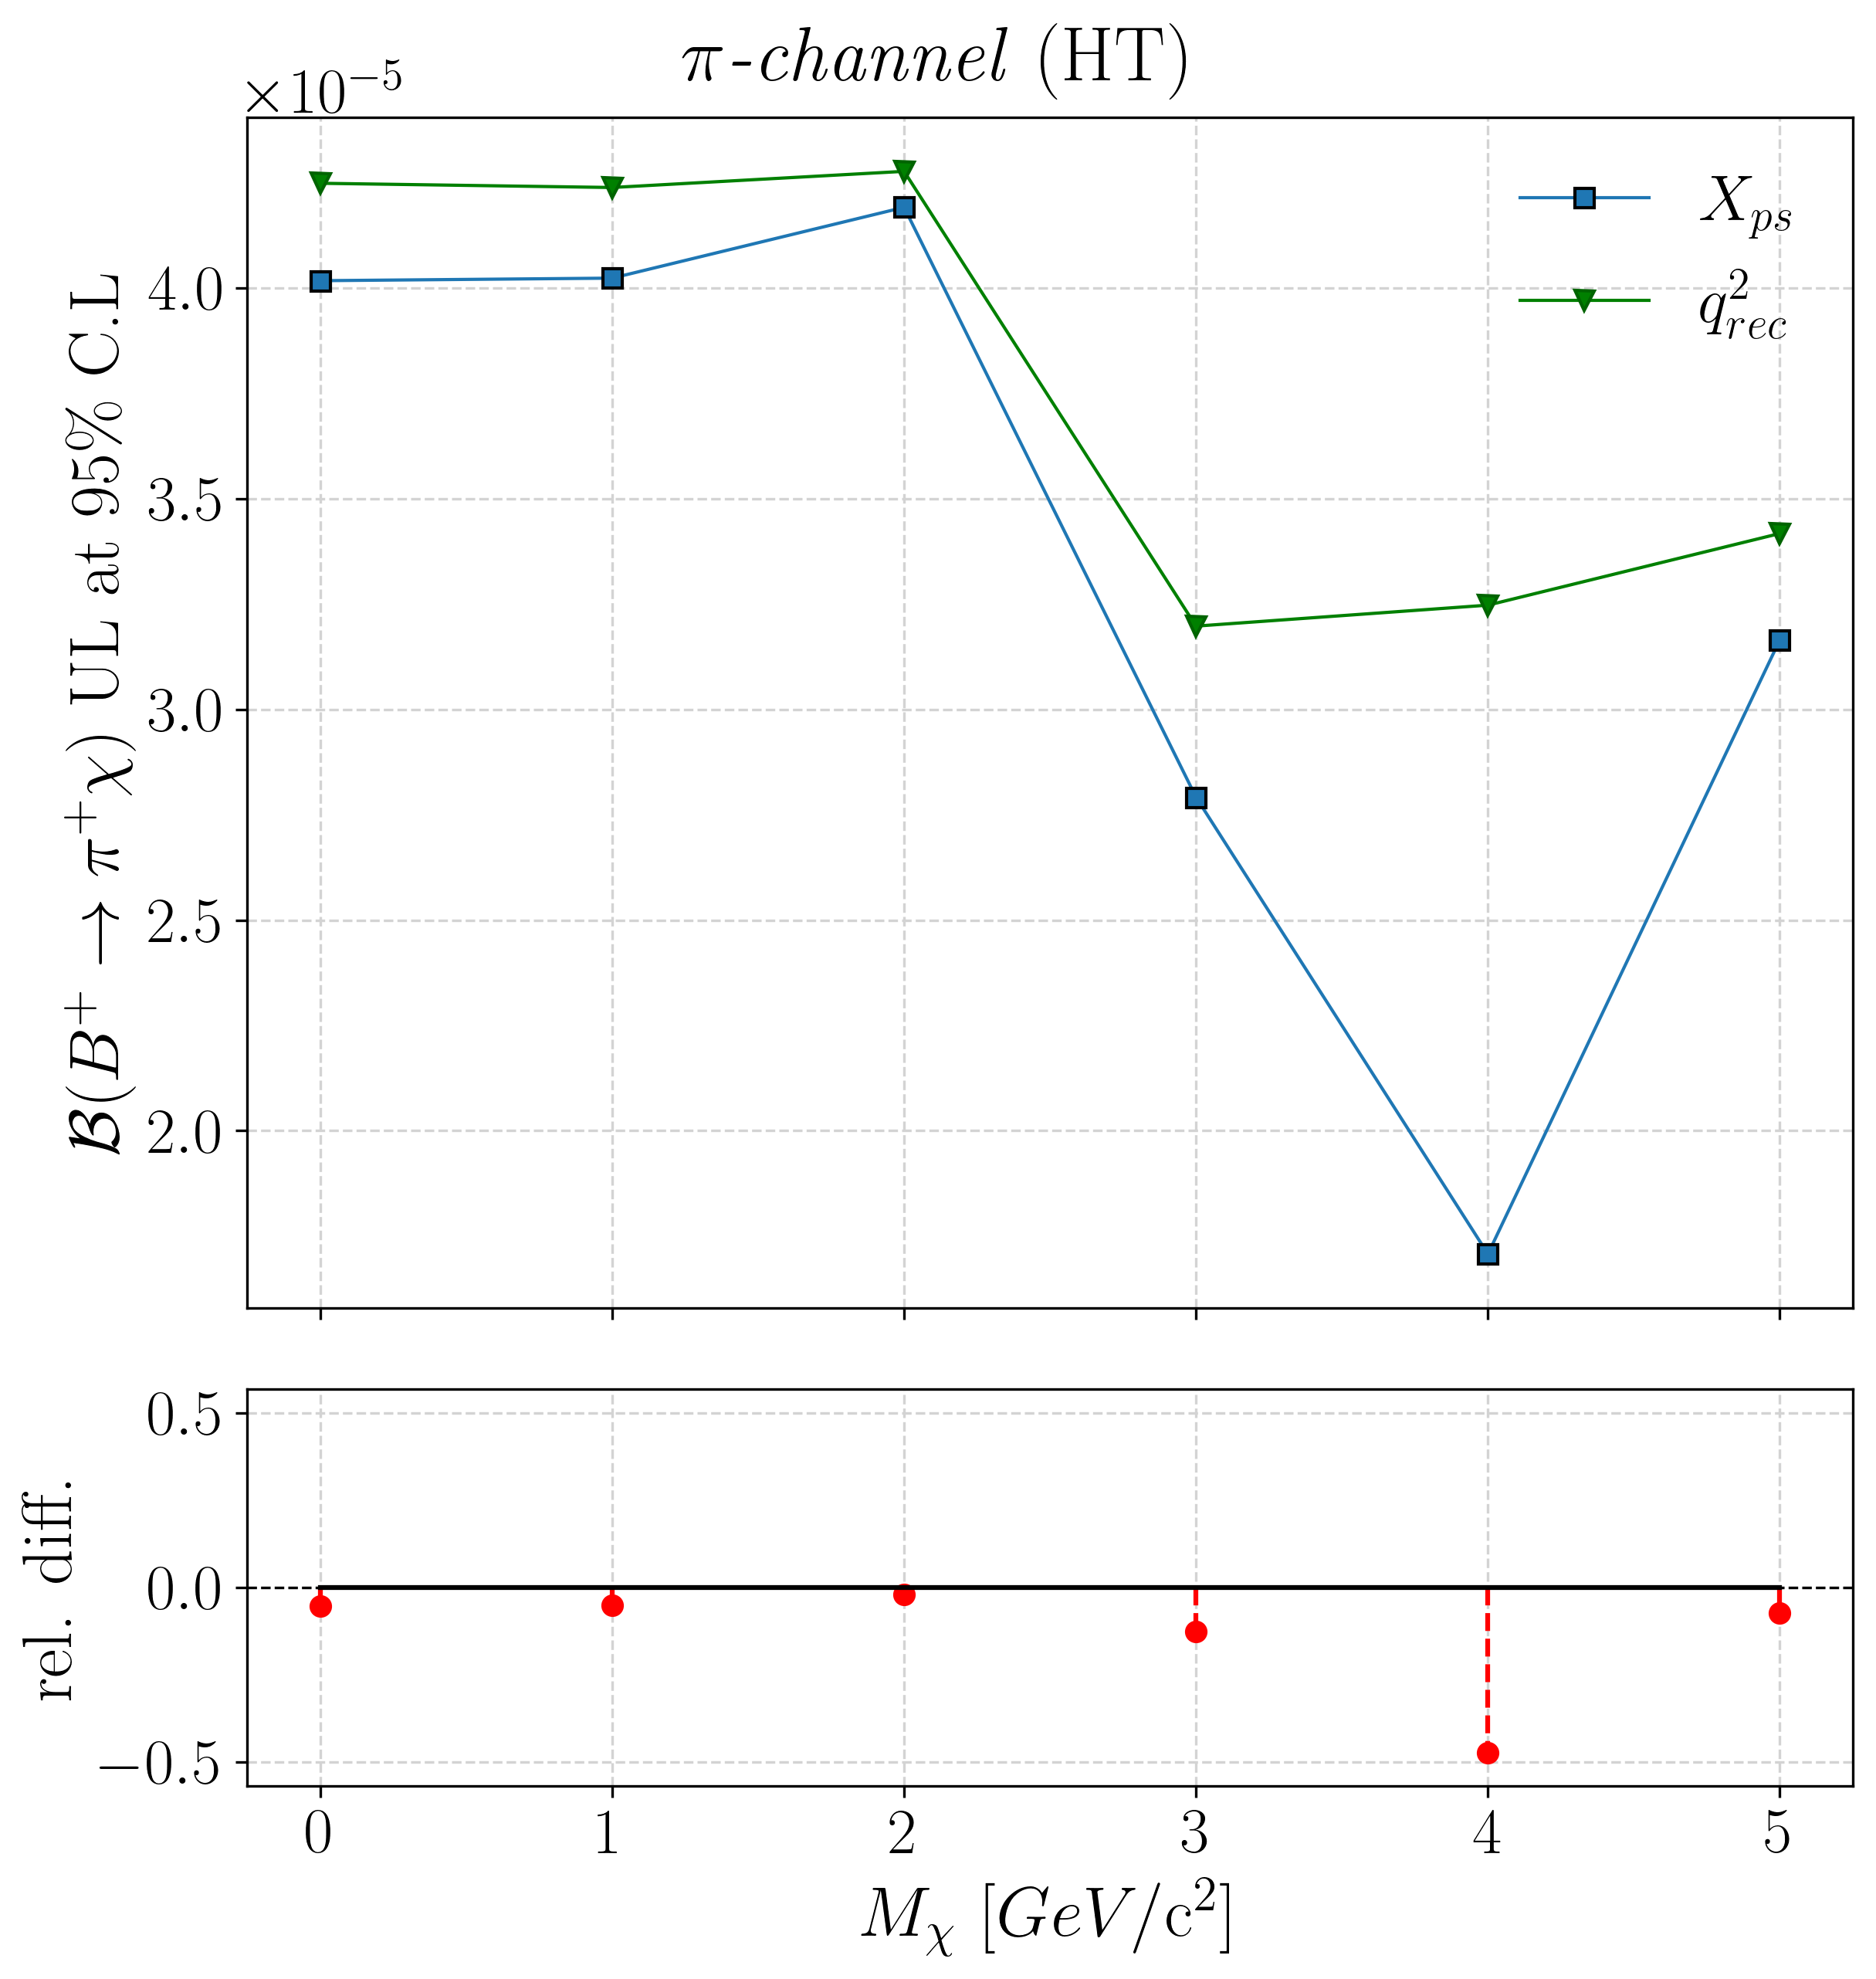 π-channel (HT)
×10⁻⁵
𝓑(B⁺ → π⁺χ) UL at 95% C.L
4.0
3.5
3.0
2.5
2.0
X_ps
q²_rec
rel. diff.
0.5
0.0
−0.5
0 1 2 3 4 5
M_χ [GeV/c²]